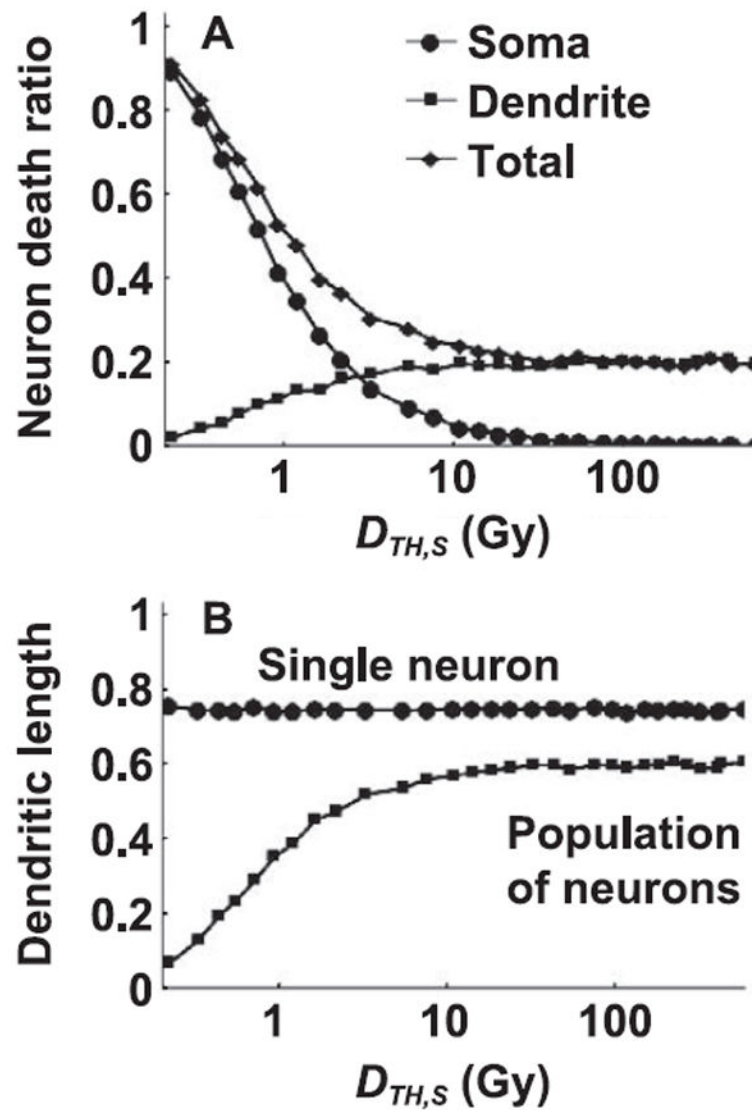 A
Soma
Dendrite
Total
Neuron death ratio
1
0.8
0.6
0.4
0.2
0
1
10
100
D_TH,S (Gy)
B
Single neuron
Population
of neurons
Dendritic length
1
0.8
0.6
0.4
0.2
0
1
10
100
D_TH,S (Gy)